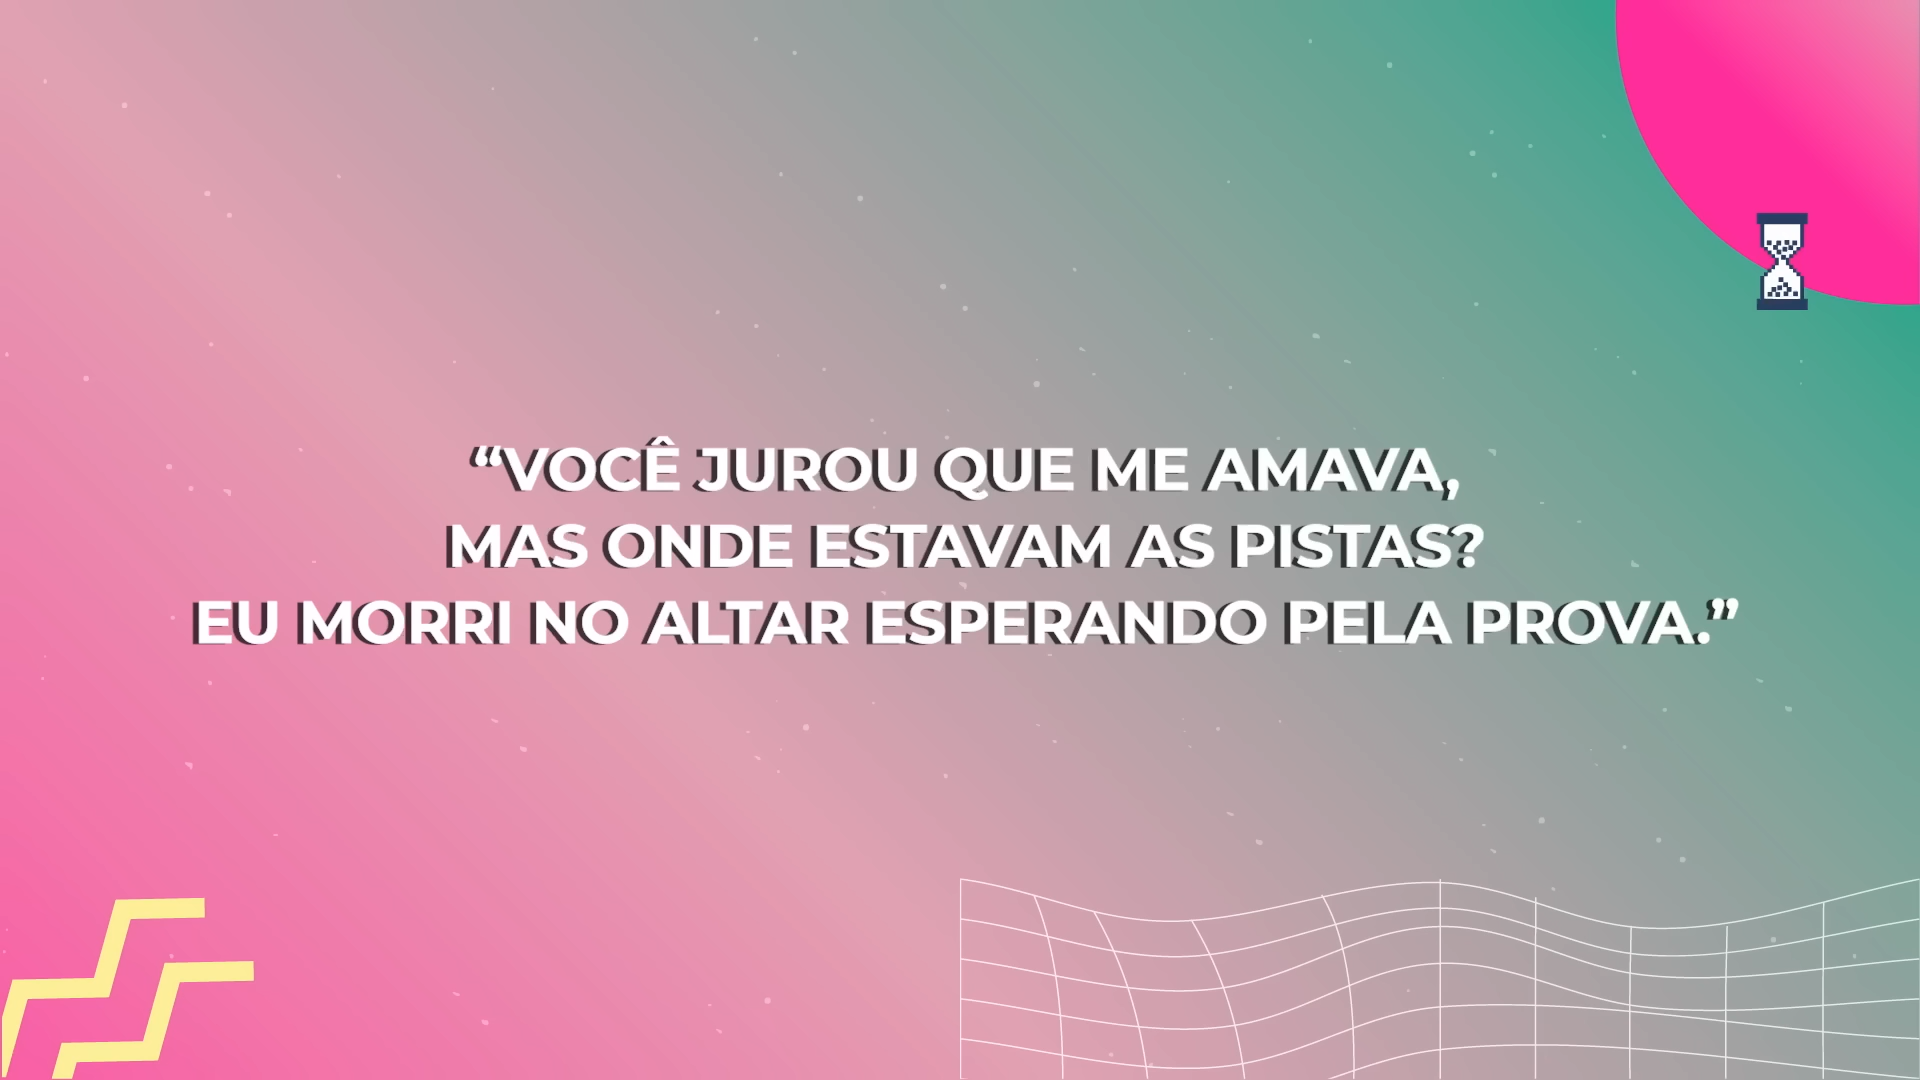 “VOCÊ JUROU QUE ME AMAVA,
MAS ONDE ESTAVAM AS PISTAS?
EU MORRI NO ALTAR ESPERANDO PELA PROVA.”